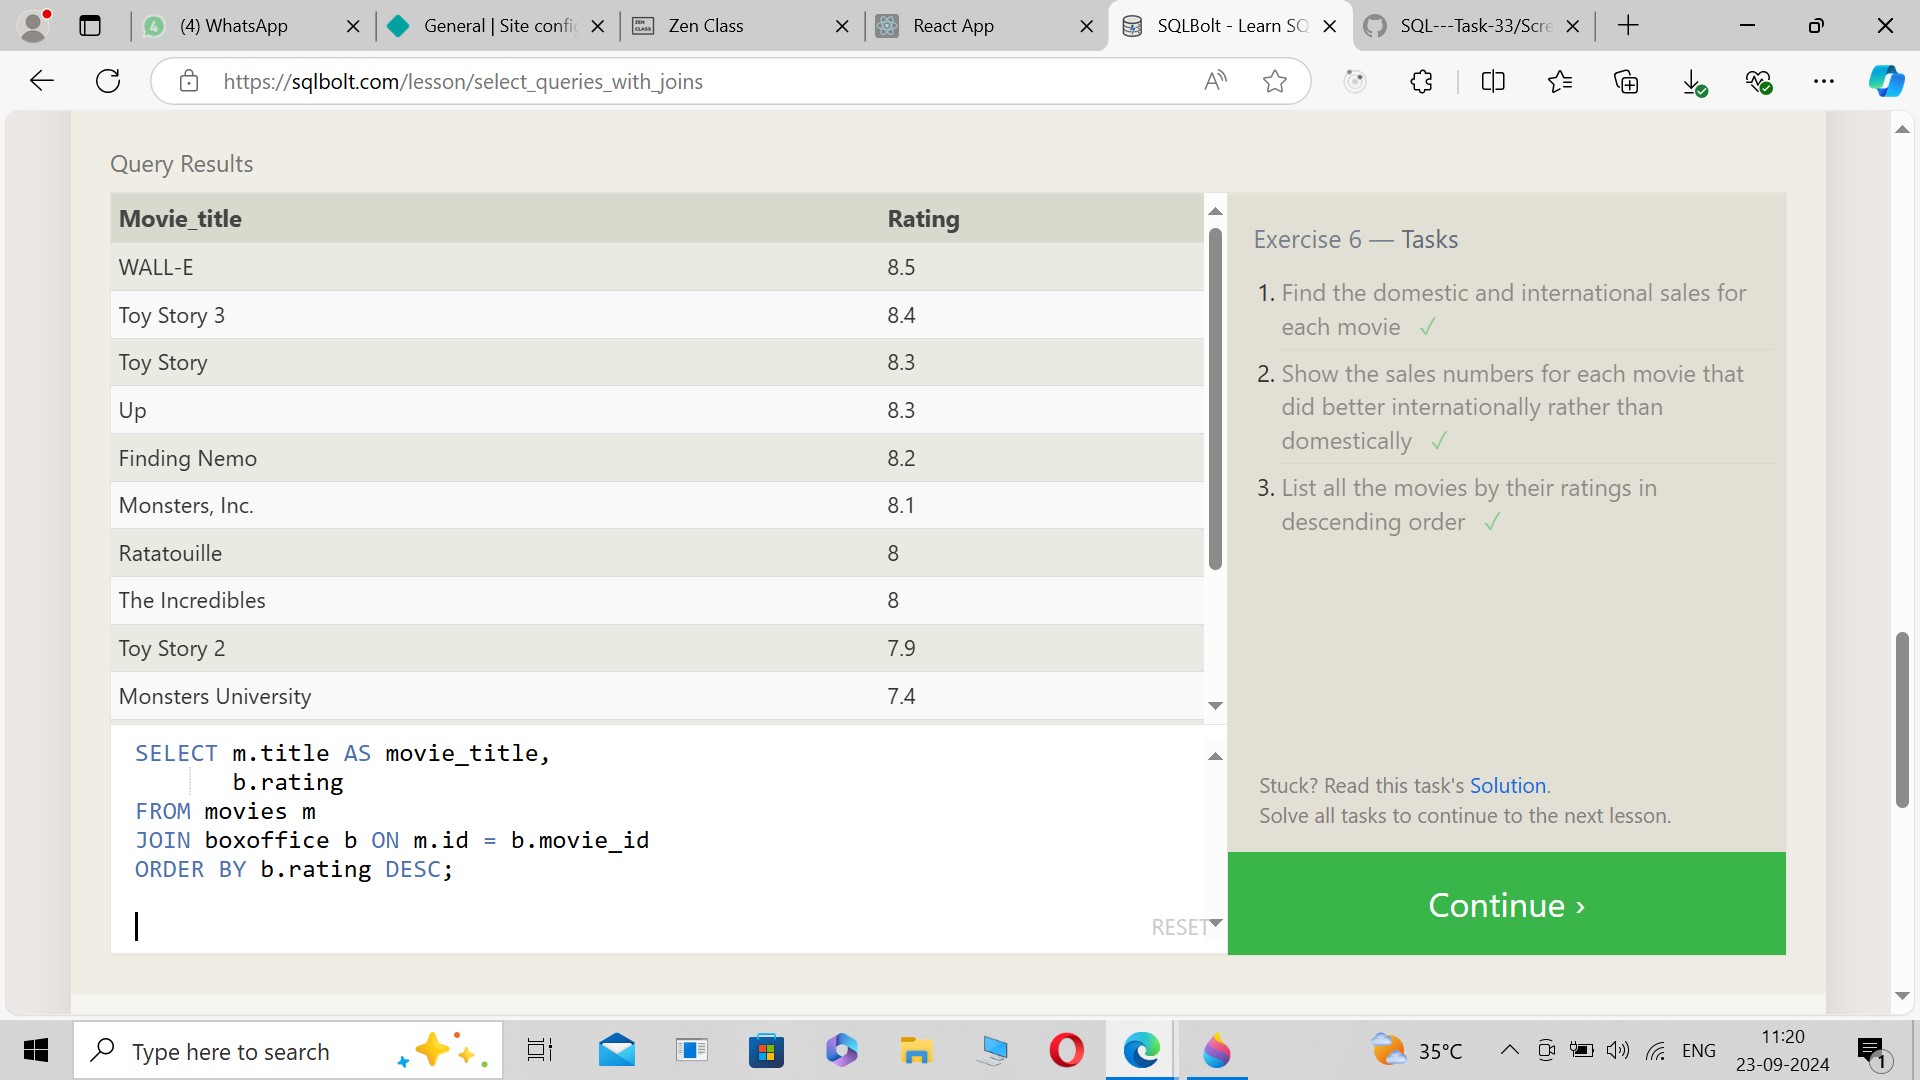 (4) WhatsApp
General | Site confi
Zen Class
React App
SQLBolt - Learn SQ
SQL---Task-33/Scre
https://sqlbolt.com/lesson/select_queries_with_joins
Query Results
Movie_title Rating
WALL-E 8.5
Toy Story 3 8.4
Toy Story 8.3
Up 8.3
Finding Nemo 8.2
Monsters, Inc. 8.1
Ratatouille 8
The Incredibles 8
Toy Story 2 7.9
Monsters University 7.4
SELECT m.title AS movie_title,
b.rating
FROM movies m
JOIN boxoffice b ON m.id = b.movie_id
ORDER BY b.rating DESC;
RESET
Exercise 6 — Tasks
1. Find the domestic and international sales for
each movie ✓
2. Show the sales numbers for each movie that
did better internationally rather than
domestically ✓
3. List all the movies by their ratings in
descending order ✓
Stuck? Read this task's Solution.
Solve all tasks to continue to the next lesson.
Continue ›
Type here to search
35°C
ENG
11:20
23-09-2024
1